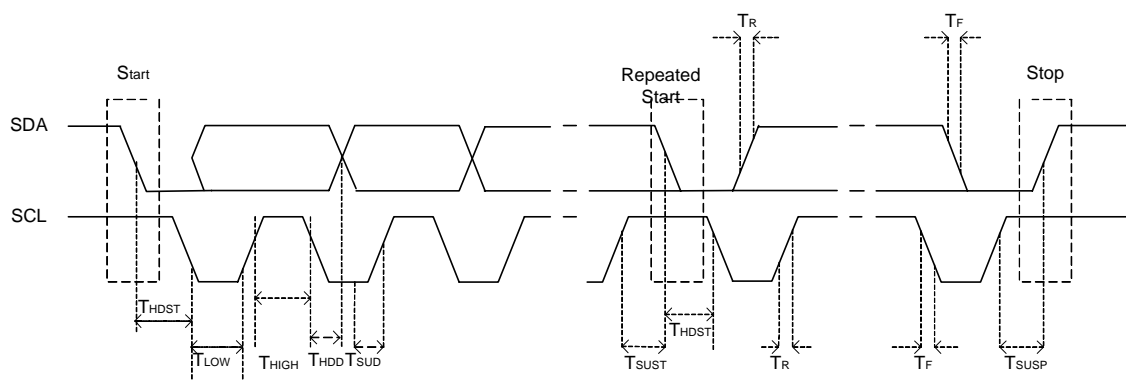 TR
TF
Start
Repeated
Start
Stop
SDA
SCL
THDST
TLOW
THIGH
THDD
TSUD
TSUST
THDST
TR
TF
TSUSP